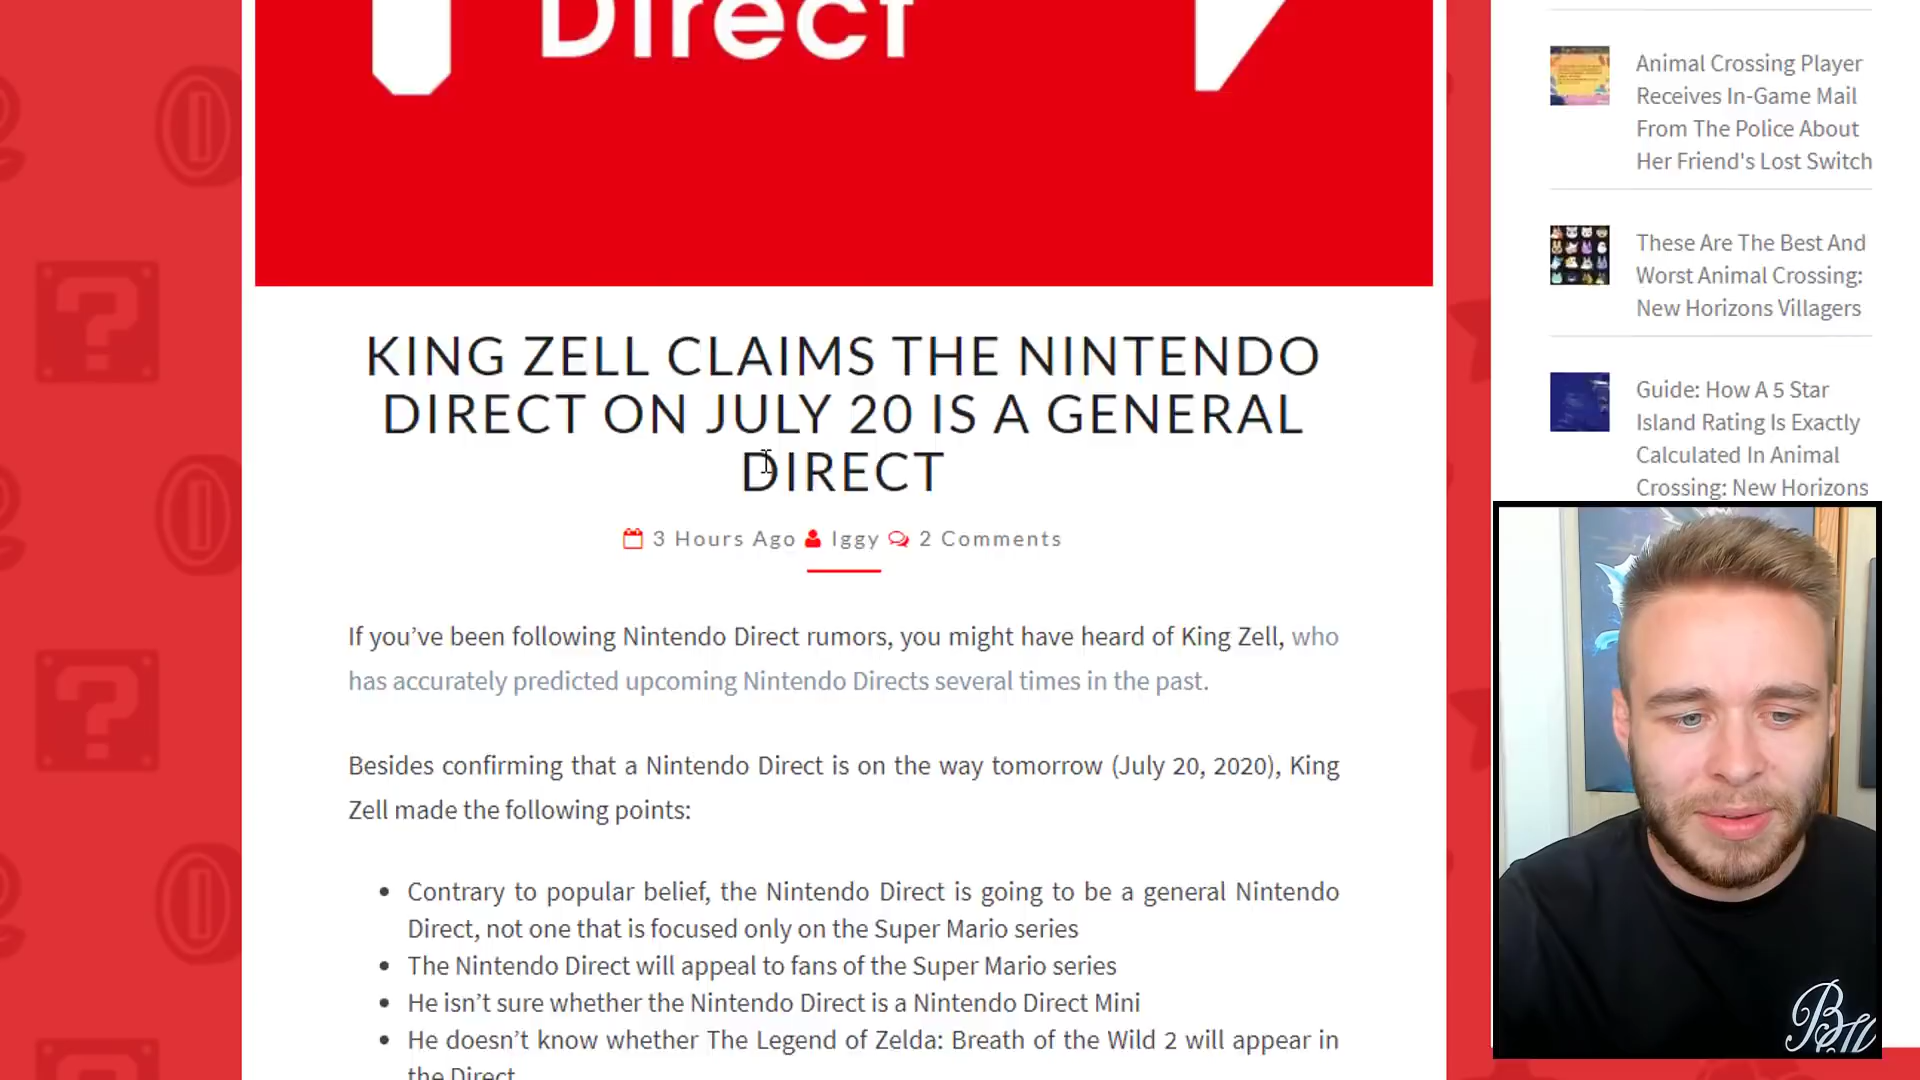 Direct
KING ZELL CLAIMS THE NINTENDO
DIRECT ON JULY 20 IS A GENERAL
DIRECT
3 Hours Ago Iggy 2 Comments
If you’ve been following Nintendo Direct rumors, you might have heard of King Zell, who
has accurately predicted upcoming Nintendo Directs several times in the past.
Besides confirming that a Nintendo Direct is on the way tomorrow (July 20, 2020), King
Zell made the following points:
• Contrary to popular belief, the Nintendo Direct is going to be a general Nintendo
Direct, not one that is focused only on the Super Mario series
• The Nintendo Direct will appeal to fans of the Super Mario series
• He isn’t sure whether the Nintendo Direct is a Nintendo Direct Mini
• He doesn’t know whether The Legend of Zelda: Breath of the Wild 2 will appear in
the Direct
Animal Crossing Player
Receives In-Game Mail
From The Police About
Her Friend's Lost Switch
These Are The Best And
Worst Animal Crossing:
New Horizons Villagers
Guide: How A 5 Star
Island Rating Is Exactly
Calculated In Animal
Crossing: New Horizons